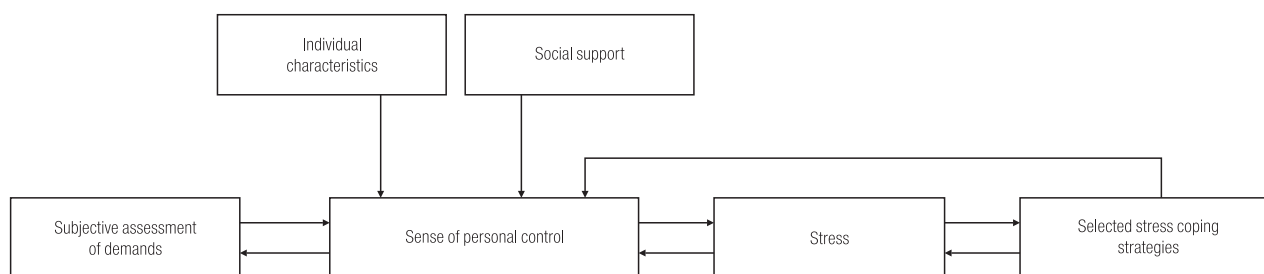 Individual
characteristics
Social support
Subjective assessment
of demands
Sense of personal control
Stress
Selected stress coping
strategies